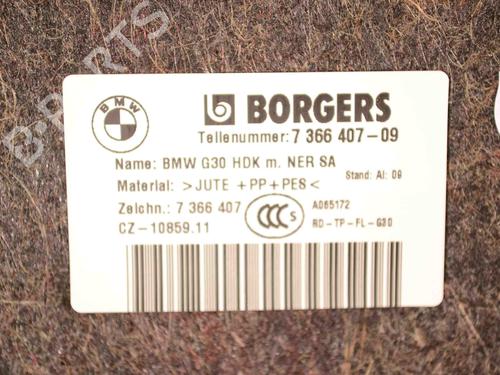 BMW
BORGERS
Teilenummer: 7 366 407-09
Name: BMW G30 HDK m. NER SA
Stand: AI: 09
Material: >JUTE +PP+PES<
Zeichn.: 7 366 407
CCC S
A065172
CZ-10859.11
RD-TP-FL-G30
B-PARTS